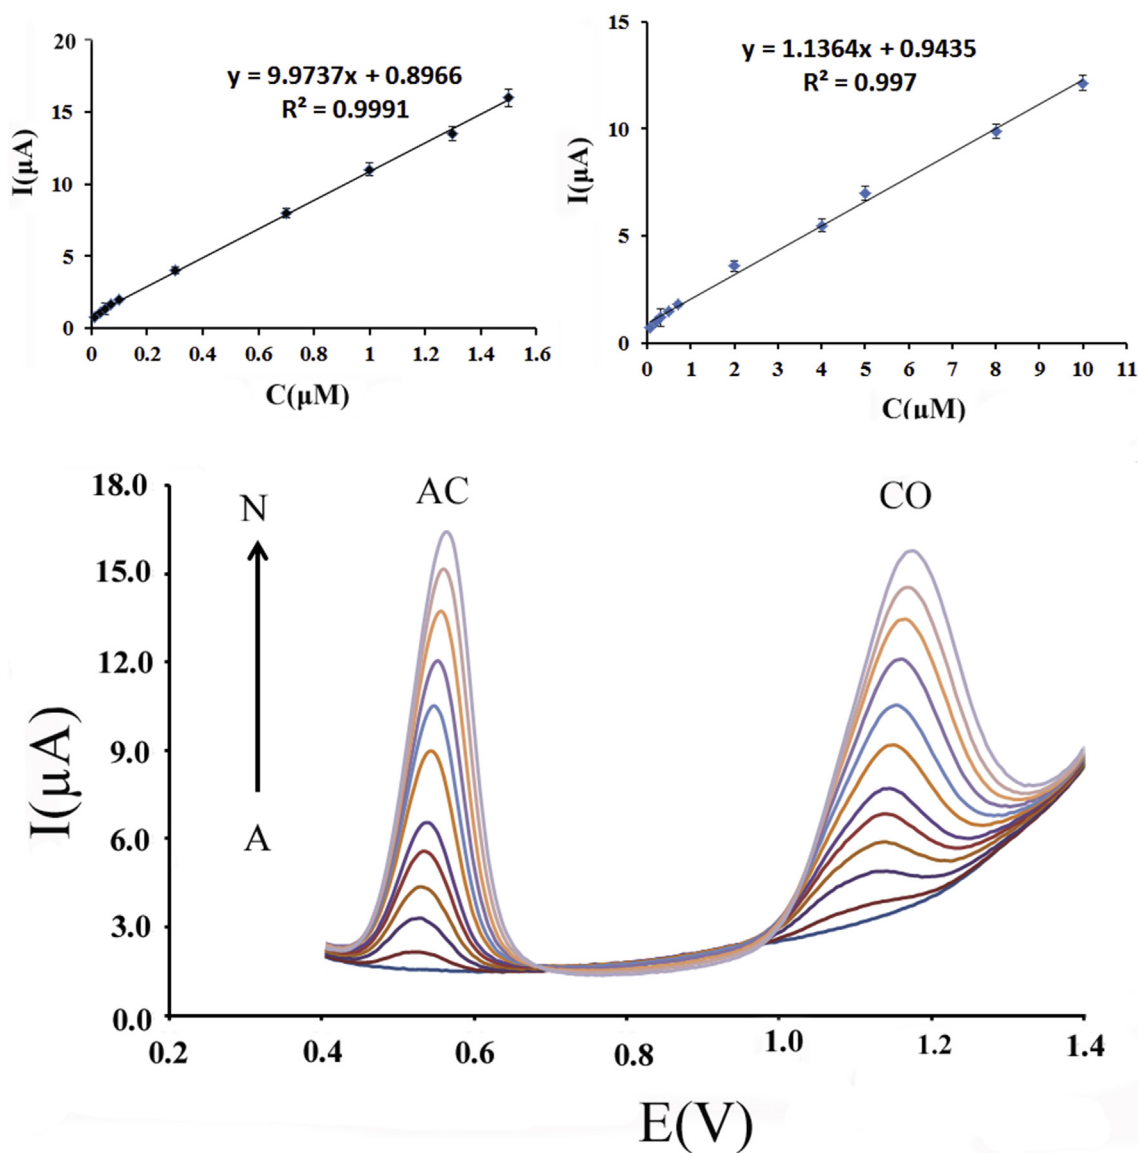 y = 9.9737x + 0.8966
R² = 0.9991
I(µA)
20
15
10
5
0
0 0.2 0.4 0.6 0.8 1 1.2 1.4 1.6
C(µM)
y = 1.1364x + 0.9435
R² = 0.997
I(µA)
15
10
5
0
0 1 2 3 4 5 6 7 8 9 10 11
C(µM)
AC
CO
N
A
I(µA)
18.0
15.0
12.0
9.0
6.0
3.0
0.0
0.2 0.4 0.6 0.8 1.0 1.2 1.4
E(V)